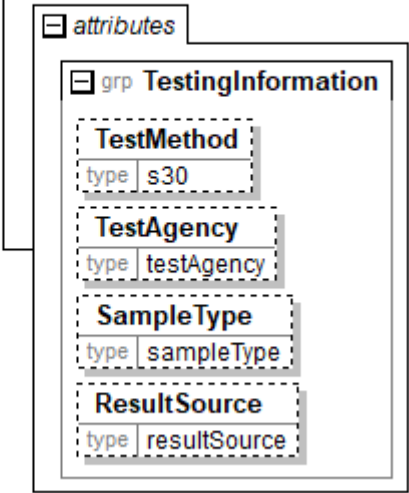 attributes
grp TestingInformation
TestMethod
type s30
TestAgency
type testAgency
SampleType
type sampleType
ResultSource
type resultSource